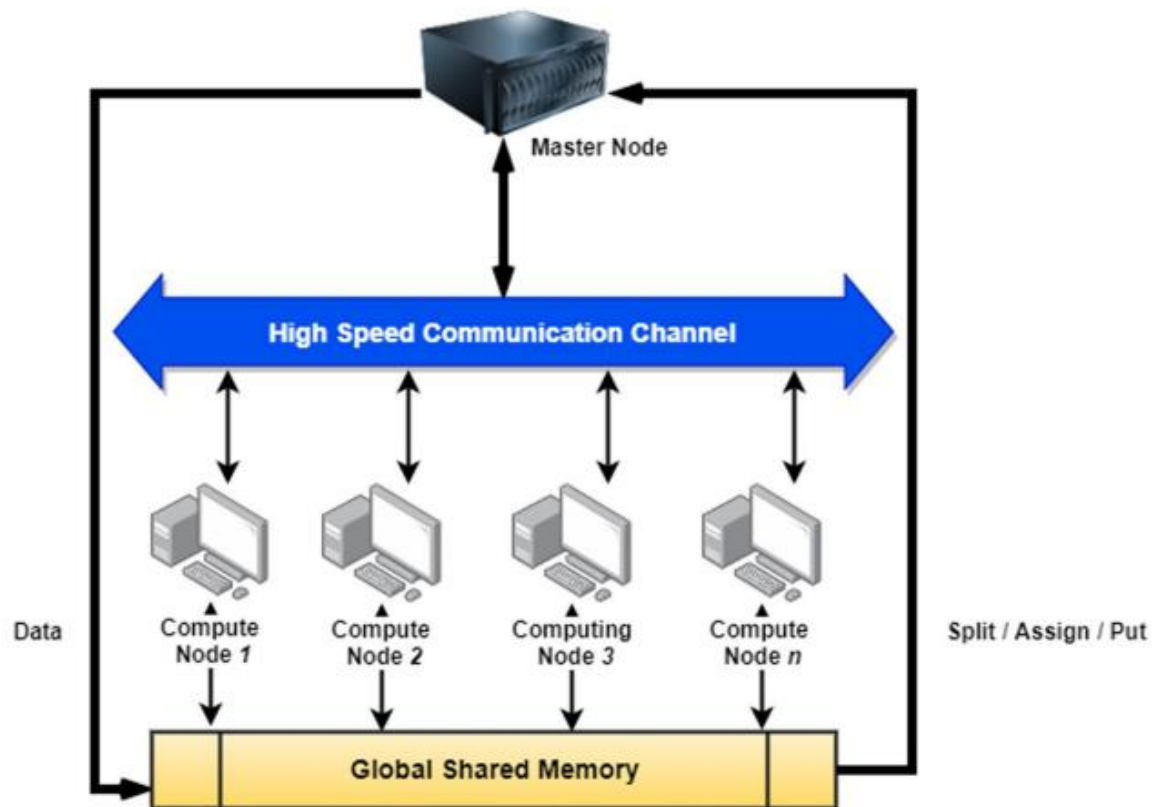 Master Node
High Speed Communication Channel
Data
Compute
Node 1
Compute
Node 2
Computing
Node 3
Compute
Node n
Split / Assign / Put
Global Shared Memory